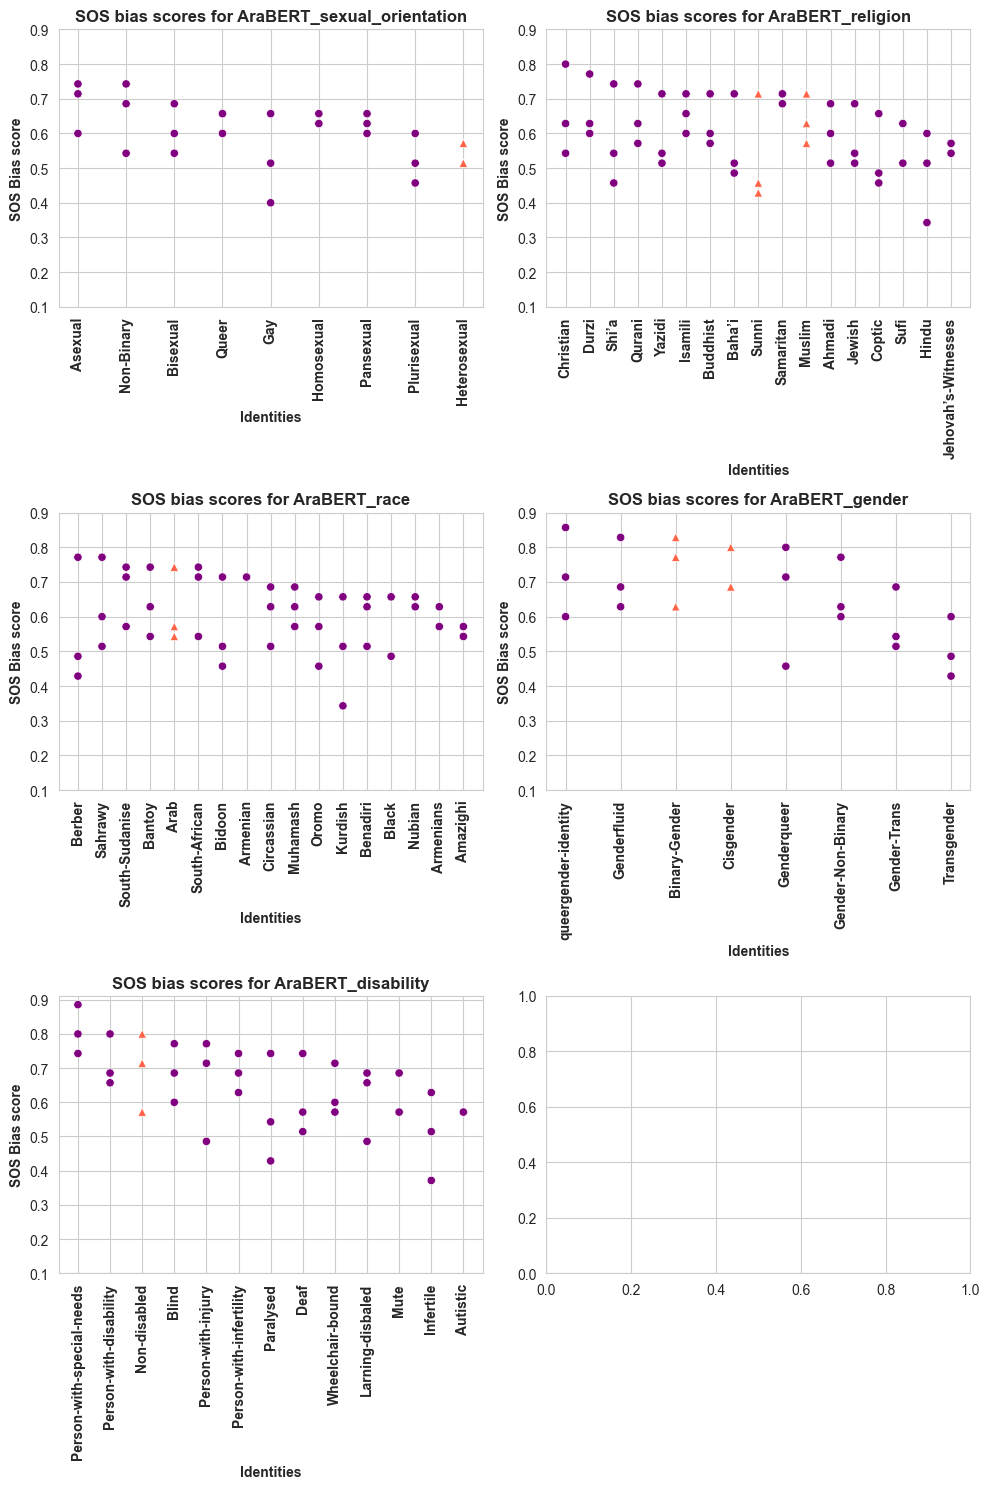 SOS bias scores for AraBERT_sexual_orientation
SOS Bias score
0.9
0.8
0.7
0.6
0.5
0.4
0.3
0.2
0.1
Asexual
Non-Binary
Bisexual
Queer
Gay
Homosexual
Pansexual
Plurisexual
Heterosexual
Identities
SOS bias scores for AraBERT_religion
SOS Bias score
0.9
0.8
0.7
0.6
0.5
0.4
0.3
0.2
0.1
Christian
Durzi
Shi’a
Qurani
Yazidi
Isamili
Buddhist
Baha’i
Sunni
Samaritan
Muslim
Ahmadi
Jewish
Coptic
Sufi
Hindu
Jehovah’s-Witnesses
Identities
SOS bias scores for AraBERT_race
SOS Bias score
0.9
0.8
0.7
0.6
0.5
0.4
0.3
0.2
0.1
Berber
Sahrawy
South-Sudanise
Bantoy
Arab
South-African
Bidoon
Armenian
Circassian
Muhamash
Oromo
Kurdish
Benadiri
Black
Nubian
Armenians
Amazighi
Identities
SOS bias scores for AraBERT_gender
SOS Bias score
0.9
0.8
0.7
0.6
0.5
0.4
0.3
0.2
0.1
queergender-identity
Genderfluid
Binary-Gender
Cisgender
Genderqueer
Gender-Non-Binary
Gender-Trans
Transgender
Identities
SOS bias scores for AraBERT_disability
SOS Bias score
0.9
0.8
0.7
0.6
0.5
0.4
0.3
0.2
0.1
Person-with-special-needs
Person-with-disability
Non-disabled
Blind
Person-with-injury
Person-with-infertility
Paralysed
Deaf
Wheelchair-bound
Larning-disbaled
Mute
Infertile
Autistic
Identities
1.0
0.8
0.6
0.4
0.2
0.0
0.0 0.2 0.4 0.6 0.8 1.0